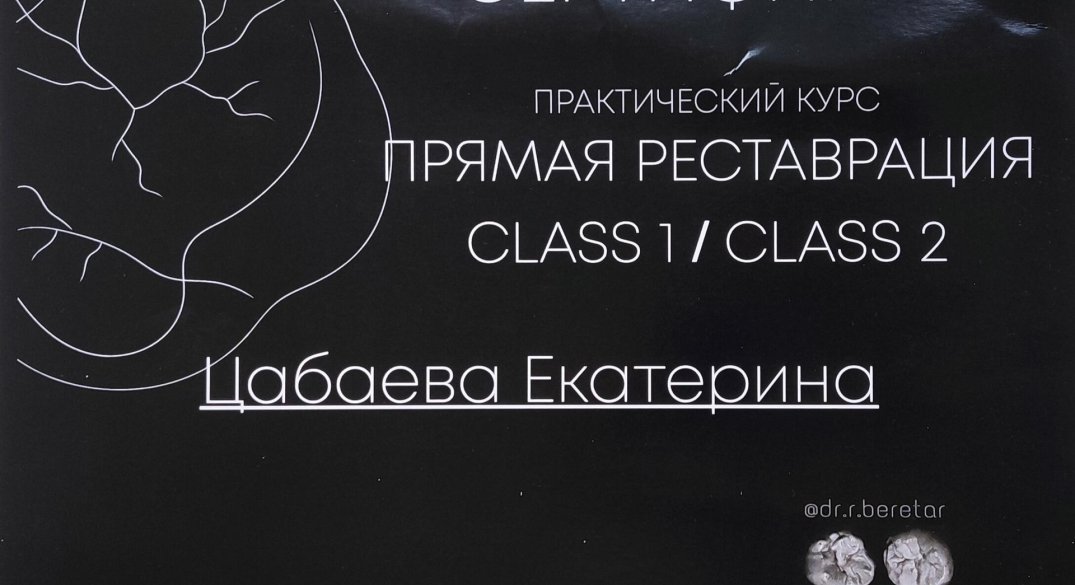 ПРАКТИЧЕСКИЙ КУРС
ПРЯМАЯ РЕСТАВРАЦИЯ
CLASS 1 / CLASS 2
Цабаева Екатерина
@dr.r.beretar